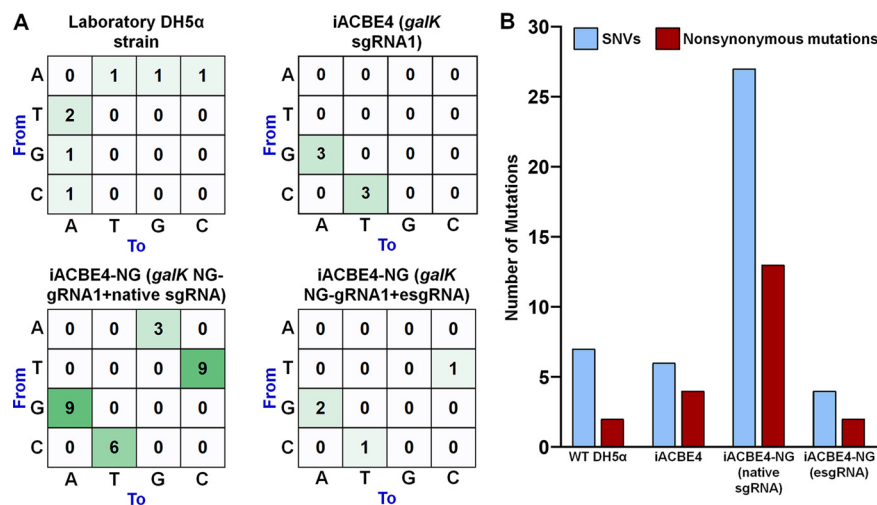 A
Laboratory DH5α
strain
From
A 0 1 1 1
T 2 0 0 0
G 1 0 0 0
C 1 0 0 0
A T G C
To
iACBE4 (galK
sgRNA1)
From
A 0 0 0 0
T 0 0 0 0
G 3 0 0 0
C 0 3 0 0
A T G C
To
iACBE4-NG (galK NG-
gRNA1+native sgRNA)
From
A 0 0 3 0
T 0 0 0 9
G 9 0 0 0
C 0 6 0 0
A T G C
To
iACBE4-NG (galK
NG-gRNA1+esgRNA)
From
A 0 0 0 0
T 0 0 0 1
G 2 0 0 0
C 0 1 0 0
A T G C
To
B
SNVs
Nonsynonymous mutations
Number of Mutations
30
25
20
15
10
5
0
WT DH5α
iACBE4
iACBE4-NG
(native
sgRNA)
iACBE4-NG
(esgRNA)